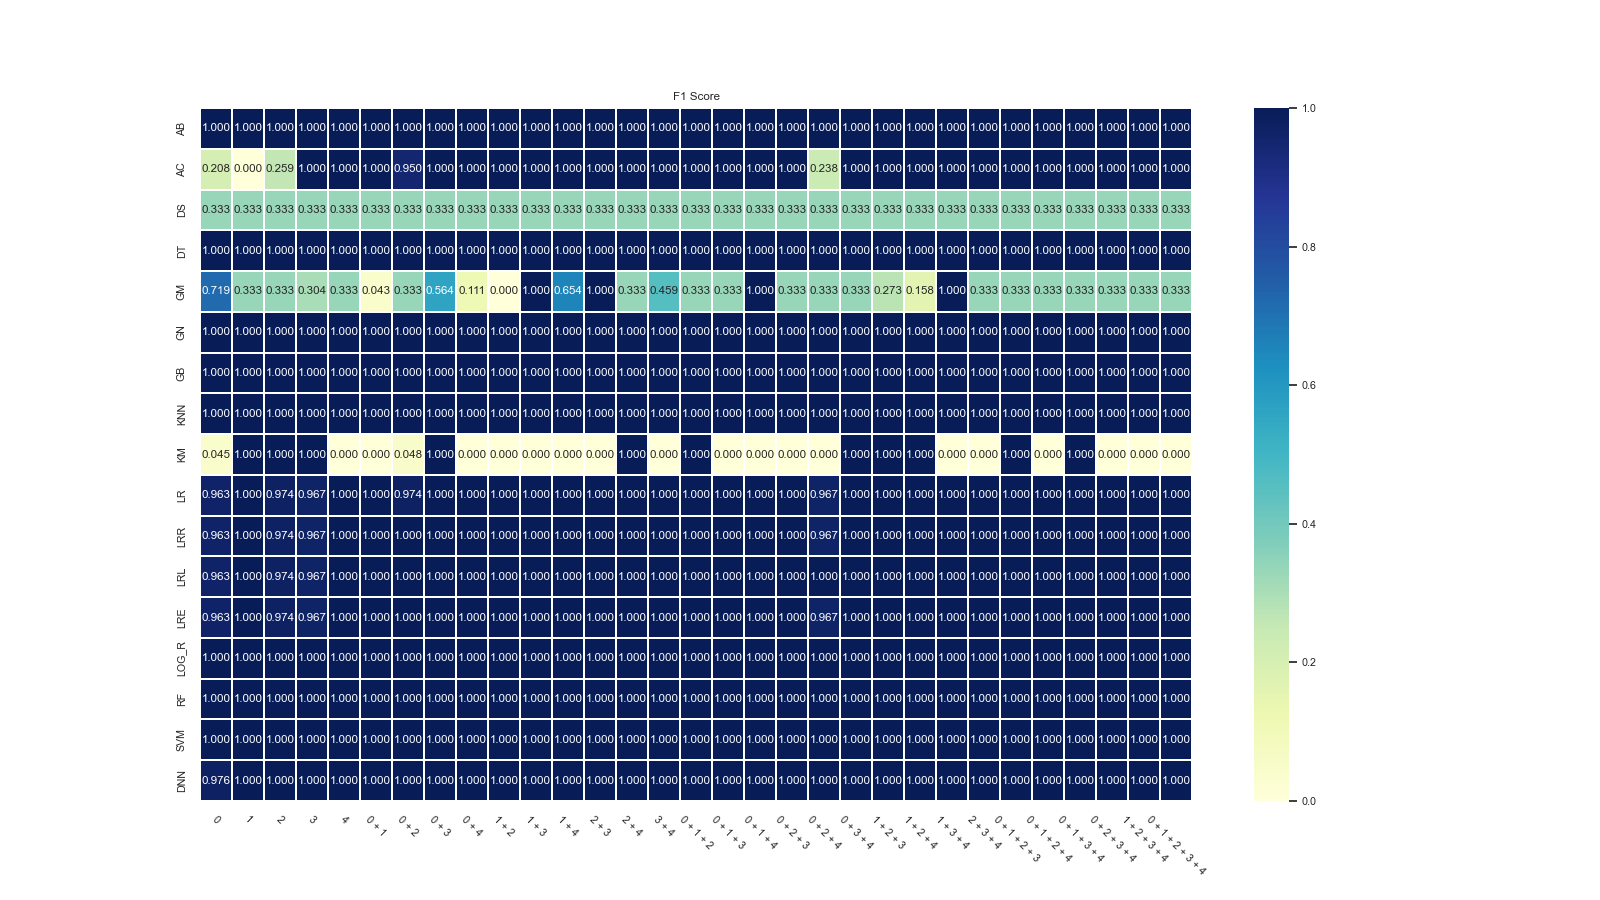 F1 Score
AB 1.000 1.000 1.000 1.000 1.000 1.000 1.000 1.000 1.000 1.000 1.000 1.000 1.000 1.000 1.000 1.000 1.000 1.000 1.000 1.000 1.000 1.000 1.000 1.000 1.000 1.000 1.000 1.000 1.000 1.000 1.000
AC 0.208 0.000 0.259 1.000 1.000 1.000 0.950 1.000 1.000 1.000 1.000 1.000 1.000 1.000 1.000 1.000 1.000 1.000 1.000 0.238 1.000 1.000 1.000 1.000 1.000 1.000 1.000 1.000 1.000 1.000 1.000
DS 0.333 0.333 0.333 0.333 0.333 0.333 0.333 0.333 0.333 0.333 0.333 0.333 0.333 0.333 0.333 0.333 0.333 0.333 0.333 0.333 0.333 0.333 0.333 0.333 0.333 0.333 0.333 0.333 0.333 0.333 0.333
DT 1.000 1.000 1.000 1.000 1.000 1.000 1.000 1.000 1.000 1.000 1.000 1.000 1.000 1.000 1.000 1.000 1.000 1.000 1.000 1.000 1.000 1.000 1.000 1.000 1.000 1.000 1.000 1.000 1.000 1.000 1.000
GM 0.719 0.333 0.333 0.304 0.333 0.043 0.333 0.564 0.111 0.000 1.000 0.654 1.000 0.333 0.459 0.333 0.333 1.000 0.333 0.333 0.333 0.273 0.158 1.000 0.333 0.333 0.333 0.333 0.333 0.333 0.333
GN 1.000 1.000 1.000 1.000 1.000 1.000 1.000 1.000 1.000 1.000 1.000 1.000 1.000 1.000 1.000 1.000 1.000 1.000 1.000 1.000 1.000 1.000 1.000 1.000 1.000 1.000 1.000 1.000 1.000 1.000 1.000
GB 1.000 1.000 1.000 1.000 1.000 1.000 1.000 1.000 1.000 1.000 1.000 1.000 1.000 1.000 1.000 1.000 1.000 1.000 1.000 1.000 1.000 1.000 1.000 1.000 1.000 1.000 1.000 1.000 1.000 1.000 1.000
KNN 1.000 1.000 1.000 1.000 1.000 1.000 1.000 1.000 1.000 1.000 1.000 1.000 1.000 1.000 1.000 1.000 1.000 1.000 1.000 1.000 1.000 1.000 1.000 1.000 1.000 1.000 1.000 1.000 1.000 1.000 1.000
KM 0.045 1.000 1.000 1.000 0.000 0.000 0.048 1.000 0.000 0.000 0.000 0.000 0.000 1.000 0.000 1.000 0.000 0.000 0.000 0.000 1.000 1.000 1.000 0.000 0.000 1.000 0.000 1.000 0.000 0.000 0.000
LR 0.963 1.000 0.974 0.967 1.000 1.000 0.974 1.000 1.000 1.000 1.000 1.000 1.000 1.000 1.000 1.000 1.000 1.000 1.000 0.967 1.000 1.000 1.000 1.000 1.000 1.000 1.000 1.000 1.000 1.000 1.000
LRR 0.963 1.000 0.974 0.967 1.000 1.000 1.000 1.000 1.000 1.000 1.000 1.000 1.000 1.000 1.000 1.000 1.000 1.000 1.000 0.967 1.000 1.000 1.000 1.000 1.000 1.000 1.000 1.000 1.000 1.000 1.000
LRL 0.963 1.000 0.974 0.967 1.000 1.000 1.000 1.000 1.000 1.000 1.000 1.000 1.000 1.000 1.000 1.000 1.000 1.000 1.000 1.000 1.000 1.000 1.000 1.000 1.000 1.000 1.000 1.000 1.000 1.000 1.000
LRE 0.963 1.000 0.974 0.967 1.000 1.000 1.000 1.000 1.000 1.000 1.000 1.000 1.000 1.000 1.000 1.000 1.000 1.000 1.000 0.967 1.000 1.000 1.000 1.000 1.000 1.000 1.000 1.000 1.000 1.000 1.000
LOG_R 1.000 1.000 1.000 1.000 1.000 1.000 1.000 1.000 1.000 1.000 1.000 1.000 1.000 1.000 1.000 1.000 1.000 1.000 1.000 1.000 1.000 1.000 1.000 1.000 1.000 1.000 1.000 1.000 1.000 1.000 1.000
RF 1.000 1.000 1.000 1.000 1.000 1.000 1.000 1.000 1.000 1.000 1.000 1.000 1.000 1.000 1.000 1.000 1.000 1.000 1.000 1.000 1.000 1.000 1.000 1.000 1.000 1.000 1.000 1.000 1.000 1.000 1.000
SVM 1.000 1.000 1.000 1.000 1.000 1.000 1.000 1.000 1.000 1.000 1.000 1.000 1.000 1.000 1.000 1.000 1.000 1.000 1.000 1.000 1.000 1.000 1.000 1.000 1.000 1.000 1.000 1.000 1.000 1.000 1.000
DNN 0.976 1.000 1.000 1.000 1.000 1.000 1.000 1.000 1.000 1.000 1.000 1.000 1.000 1.000 1.000 1.000 1.000 1.000 1.000 1.000 1.000 1.000 1.000 1.000 1.000 1.000 1.000 1.000 1.000 1.000 1.000
0
1
2
3
4
0 + 1
0 + 2
0 + 3
0 + 4
1 + 2
1 + 3
1 + 4
2 + 3
2 + 4
3 + 4
0 + 1 + 2
0 + 1 + 3
0 + 1 + 4
0 + 2 + 3
0 + 2 + 4
0 + 3 + 4
1 + 2 + 3
1 + 2 + 4
1 + 3 + 4
2 + 3 + 4
0 + 1 + 2 + 3
0 + 1 + 2 + 4
0 + 1 + 3 + 4
0 + 2 + 3 + 4
1 + 2 + 3 + 4
0 + 1 + 2 + 3 + 4
1.0
0.8
0.6
0.4
0.2
0.0